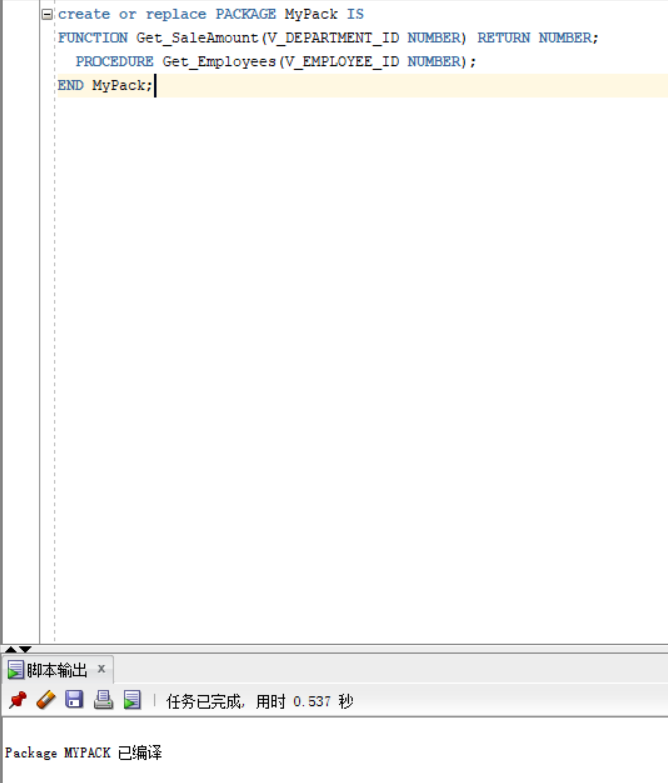 create or replace PACKAGE MyPack IS
FUNCTION Get_SaleAmount(V_DEPARTMENT_ID NUMBER) RETURN NUMBER;
  PROCEDURE Get_Employees(V_EMPLOYEE_ID NUMBER);
END MyPack;
脚本输出 x
任务已完成, 用时 0.537 秒
Package MYPACK 已编译